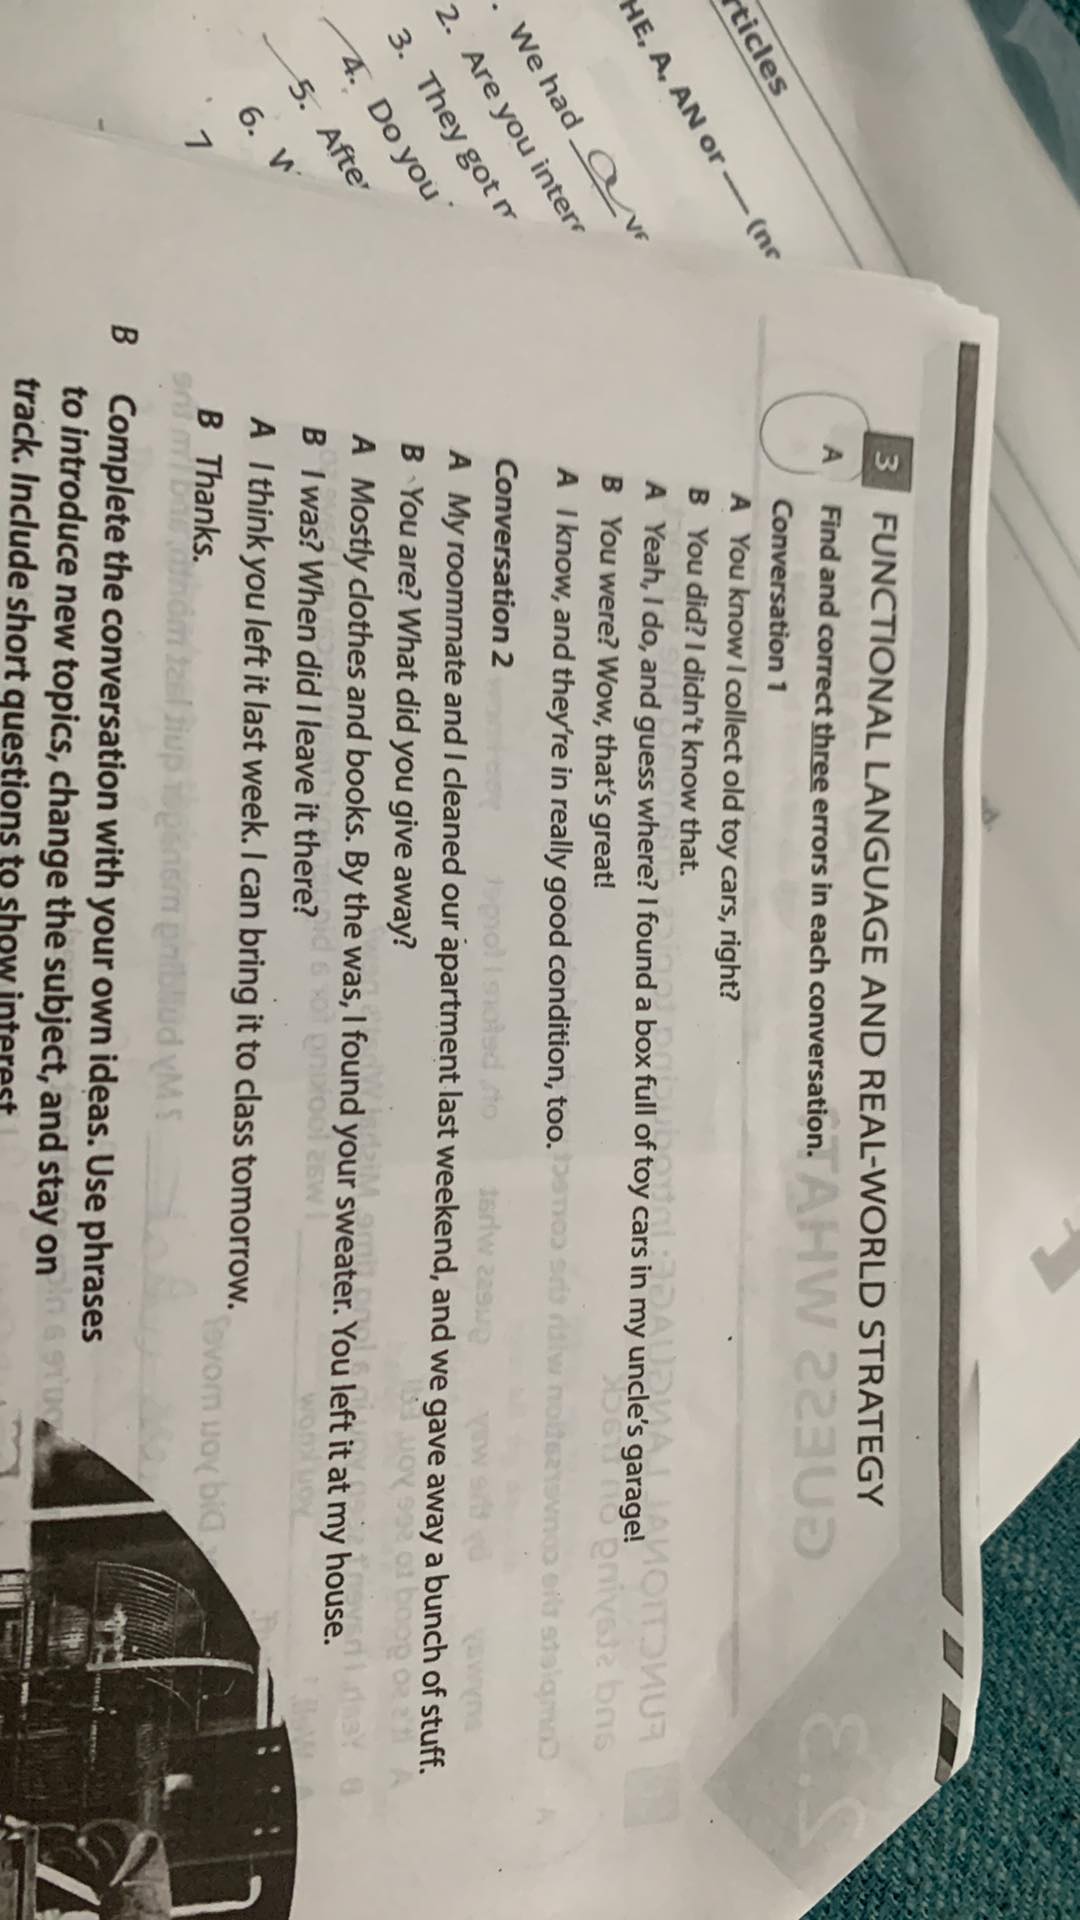 3 FUNCTIONAL LANGUAGE AND REAL-WORLD STRATEGY
A Find and correct three errors in each conversation.
Conversation 1
A You know I collect old toy cars, right?
B You did? I didn't know that.
A Yeah, I do, and guess where? I found a box full of toy cars in my uncle's garage!
B You were? Wow, that's great!
A I know, and they're in really good condition, too.
Conversation 2
A My roommate and I cleaned our apartment last weekend, and we gave away a bunch of stuff.
B You are? What did you give away?
A Mostly clothes and books. By the was, I found your sweater. You left it at my house.
B I was? When did I leave it there?
A I think you left it last week. I can bring it to class tomorrow.
B Thanks.
B Complete the conversation with your own ideas. Use phrases
to introduce new topics, change the subject, and stay on
track. Include short questions to show interest
rticles
HE, A, AN or — (no
. We had a
2. Are you inter
3. They got
4. Do you
5. After
6.
7